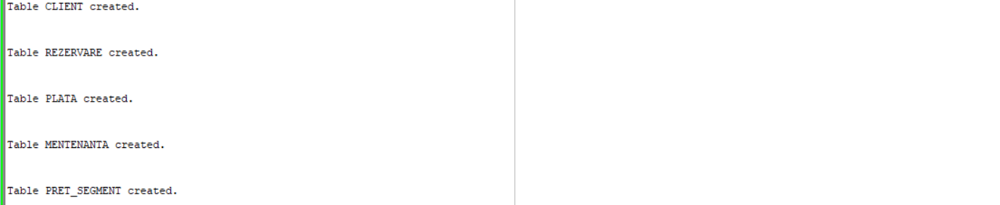 Table CLIENT created.
Table REZERVARE created.
Table PLATA created.
Table MENTENANTA created.
Table PRET_SEGMENT created.